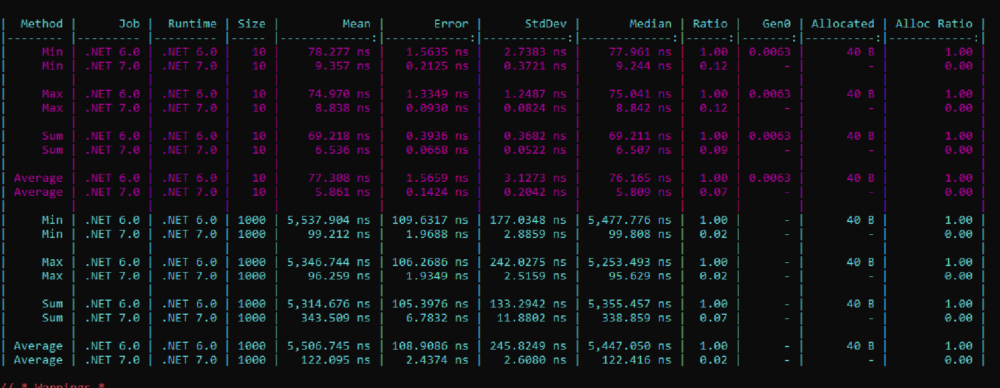 | Method | Job | Runtime | Size | Mean | Error | StdDev | Median | Ratio | Gen0 | Allocated | Alloc Ratio |
|-------- |--------- |--------- |----- |-------------:|------------:|------------:|-------------:|------:|-------:|----------:|------------:|
| Min | .NET 6.0 | .NET 6.0 | 10 | 78.277 ns | 1.5635 ns | 2.7383 ns | 77.961 ns | 1.00 | 0.0063 | 40 B | 1.00 |
| Min | .NET 7.0 | .NET 7.0 | 10 | 9.357 ns | 0.2125 ns | 0.3721 ns | 9.244 ns | 0.12 | - | - | 0.00 |
| | | | | | | | | | | | |
| Max | .NET 6.0 | .NET 6.0 | 10 | 74.970 ns | 1.3349 ns | 1.2487 ns | 75.041 ns | 1.00 | 0.0063 | 40 B | 1.00 |
| Max | .NET 7.0 | .NET 7.0 | 10 | 8.838 ns | 0.0930 ns | 0.0824 ns | 8.842 ns | 0.12 | - | - | 0.00 |
| | | | | | | | | | | | |
| Sum | .NET 6.0 | .NET 6.0 | 10 | 69.218 ns | 0.3936 ns | 0.3682 ns | 69.211 ns | 1.00 | 0.0063 | 40 B | 1.00 |
| Sum | .NET 7.0 | .NET 7.0 | 10 | 6.536 ns | 0.0668 ns | 0.0522 ns | 6.507 ns | 0.09 | - | - | 0.00 |
| | | | | | | | | | | | |
| Average | .NET 6.0 | .NET 6.0 | 10 | 77.308 ns | 1.5659 ns | 3.1273 ns | 76.165 ns | 1.00 | 0.0063 | 40 B | 1.00 |
| Average | .NET 7.0 | .NET 7.0 | 10 | 5.861 ns | 0.1424 ns | 0.2042 ns | 5.809 ns | 0.07 | - | - | 0.00 |
| | | | | | | | | | | | |
| Min | .NET 6.0 | .NET 6.0 | 1000 | 5,537.904 ns | 109.6317 ns | 177.0348 ns | 5,477.776 ns | 1.00 | - | 40 B | 1.00 |
| Min | .NET 7.0 | .NET 7.0 | 1000 | 99.212 ns | 1.9688 ns | 2.8859 ns | 99.808 ns | 0.02 | - | - | 0.00 |
| | | | | | | | | | | | |
| Max | .NET 6.0 | .NET 6.0 | 1000 | 5,346.744 ns | 106.2686 ns | 242.0275 ns | 5,253.493 ns | 1.00 | - | 40 B | 1.00 |
| Max | .NET 7.0 | .NET 7.0 | 1000 | 96.259 ns | 1.9349 ns | 2.5159 ns | 95.629 ns | 0.02 | - | - | 0.00 |
| | | | | | | | | | | | |
| Sum | .NET 6.0 | .NET 6.0 | 1000 | 5,314.676 ns | 105.3976 ns | 133.2942 ns | 5,355.457 ns | 1.00 | - | 40 B | 1.00 |
| Sum | .NET 7.0 | .NET 7.0 | 1000 | 343.509 ns | 6.7832 ns | 11.8802 ns | 338.859 ns | 0.07 | - | - | 0.00 |
| | | | | | | | | | | | |
| Average | .NET 6.0 | .NET 6.0 | 1000 | 5,506.745 ns | 108.9086 ns | 245.8249 ns | 5,447.050 ns | 1.00 | - | 40 B | 1.00 |
| Average | .NET 7.0 | .NET 7.0 | 1000 | 122.095 ns | 2.4374 ns | 2.6080 ns | 122.416 ns | 0.02 | - | - | 0.00 |
// * Warnings *